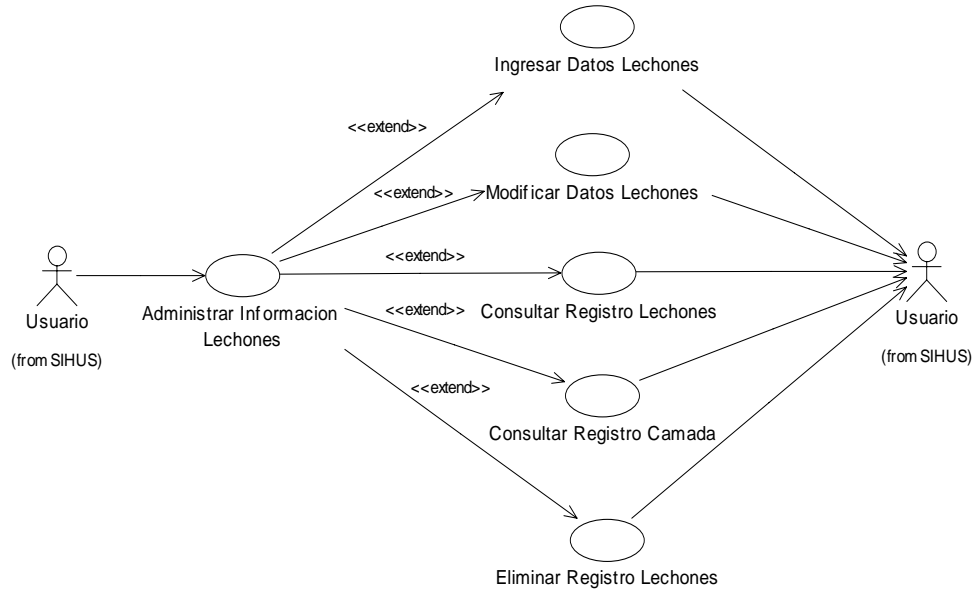 Ingresar Datos Lechones
<<extend>>
<<extend>>
Modificar Datos Lechones
<<extend>>
Usuario
(from SIHUS)
Administrar Informacion
Lechones
<<extend>>
Consultar Registro Lechones
Usuario
(from SIHUS)
<<extend>>
Consultar Registro Camada
Eliminar Registro Lechones